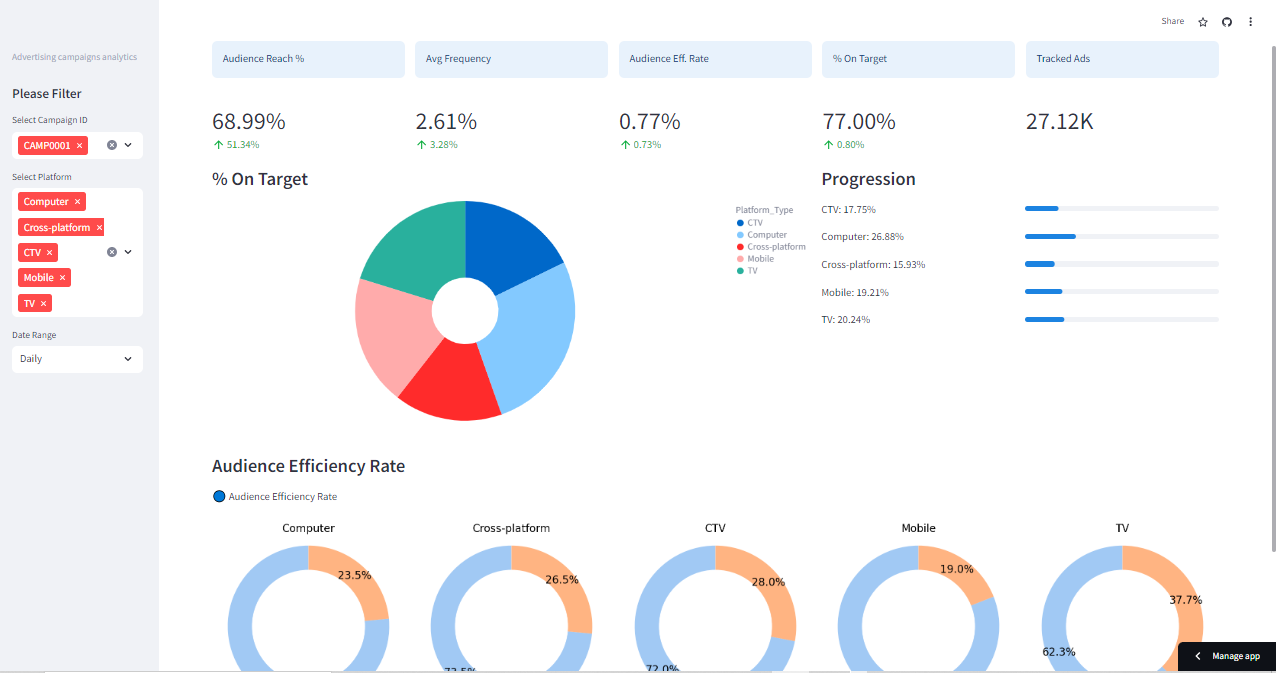 Share
Advertising campaigns analytics
Please Filter
Select Campaign ID
CAMP0001 ×
Select Platform
Computer ×
Cross-platform ×
CTV ×
Mobile ×
TV ×
Date Range
Daily
Audience Reach %
Avg Frequency
Audience Eff. Rate
% On Target
Tracked Ads
68.99%
2.61%
0.77%
77.00%
27.12K
↑ 51.34%
↑ 3.28%
↑ 0.73%
↑ 0.80%
% On Target
Platform_Type
CTV
Computer
Cross-platform
Mobile
TV
Progression
CTV: 17.75%
Computer: 26.88%
Cross-platform: 15.93%
Mobile: 19.21%
TV: 20.24%
Audience Efficiency Rate
Audience Efficiency Rate
Computer
Cross-platform
CTV
Mobile
TV
23.5%
26.5%
28.0%
19.0%
37.7%
72.0%
62.3%
Manage app